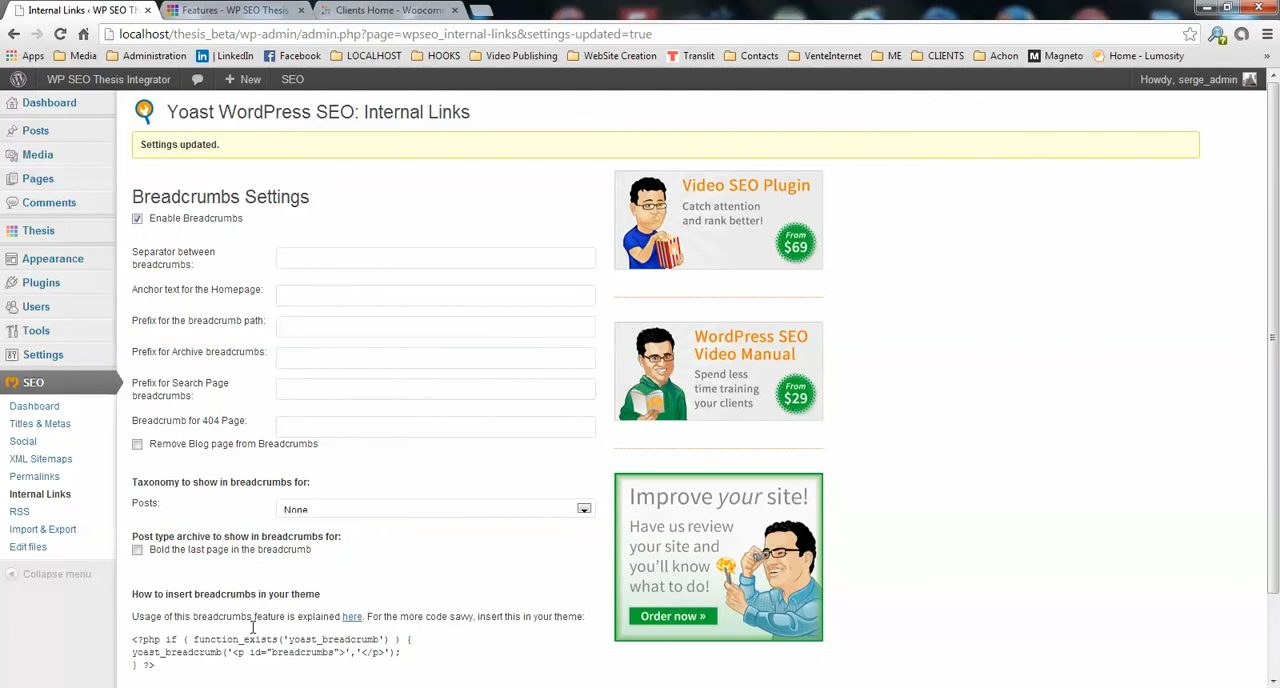 Internal Links ‹ WP SEO Th
Features - WP SEO Thesis
Clients Home - Woocom
localhost/thesis_beta/wp-admin/admin.php?page=wpseo_internal-links&settings-updated=true
Apps Media Administration LinkedIn Facebook LOCALHOST HOOKS Video Publishing WebSite Creation Translit Contacts VenteInternet ME CLIENTS Achon Magneto Home - Lumosity »
WP SEO Thesis Integrator + New SEO Howdy, serge_admin
Dashboard
Posts
Media
Pages
Comments
Thesis
Appearance
Plugins
Users
Tools
Settings
SEO
Dashboard
Titles & Metas
Social
XML Sitemaps
Permalinks
Internal Links
RSS
Import & Export
Edit files
Collapse menu
Yoast WordPress SEO: Internal Links
Settings updated.
Breadcrumbs Settings
Enable Breadcrumbs
Separator between
breadcrumbs:
Anchor text for the Homepage:
Prefix for the breadcrumb path:
Prefix for Archive breadcrumbs:
Prefix for Search Page
breadcrumbs:
Breadcrumb for 404 Page:
Remove Blog page from Breadcrumbs
Taxonomy to show in breadcrumbs for:
Posts: None
Post type archive to show in breadcrumbs for:
Bold the last page in the breadcrumb
How to insert breadcrumbs in your theme
Usage of this breadcrumbs feature is explained here. For the more code savvy, insert this in your theme:
<?php if ( function_exists('yoast_breadcrumb') ) {
yoast_breadcrumb('<p id="breadcrumbs">','</p>');
} ?>
Video SEO Plugin
Catch attention
and rank better!
From
$69
WordPress SEO
Video Manual
Spend less
time training
your clients
From
$29
Improve your site!
Have us review
your site and
you'll know
what to do!
Order now »